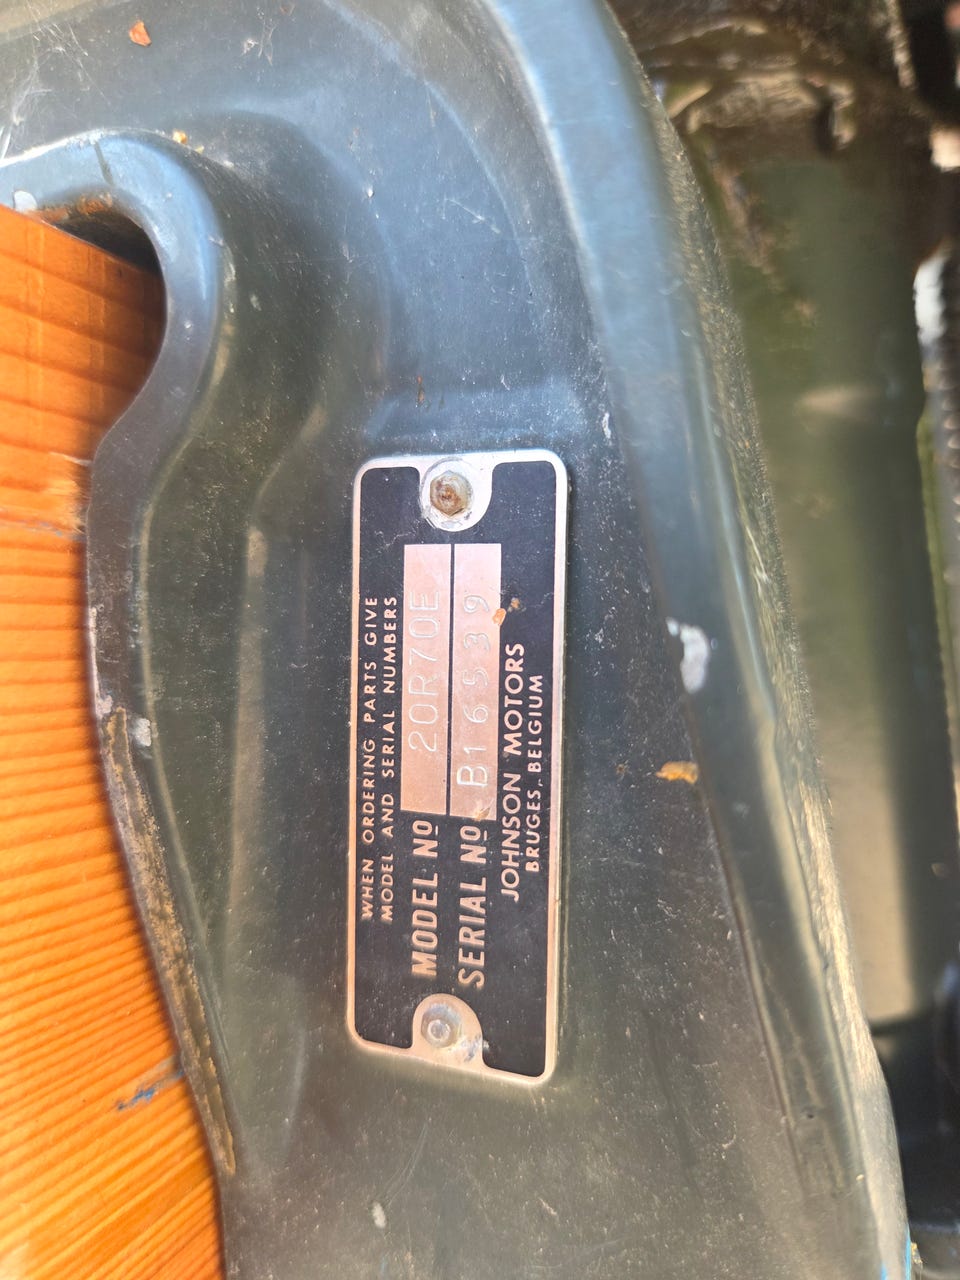 WHEN ORDERING PARTS GIVE
MODEL AND SERIAL NUMBERS
MODEL Nº 20R70E
SERIAL Nº B16539
JOHNSON MOTORS
BRUGES, BELGIUM